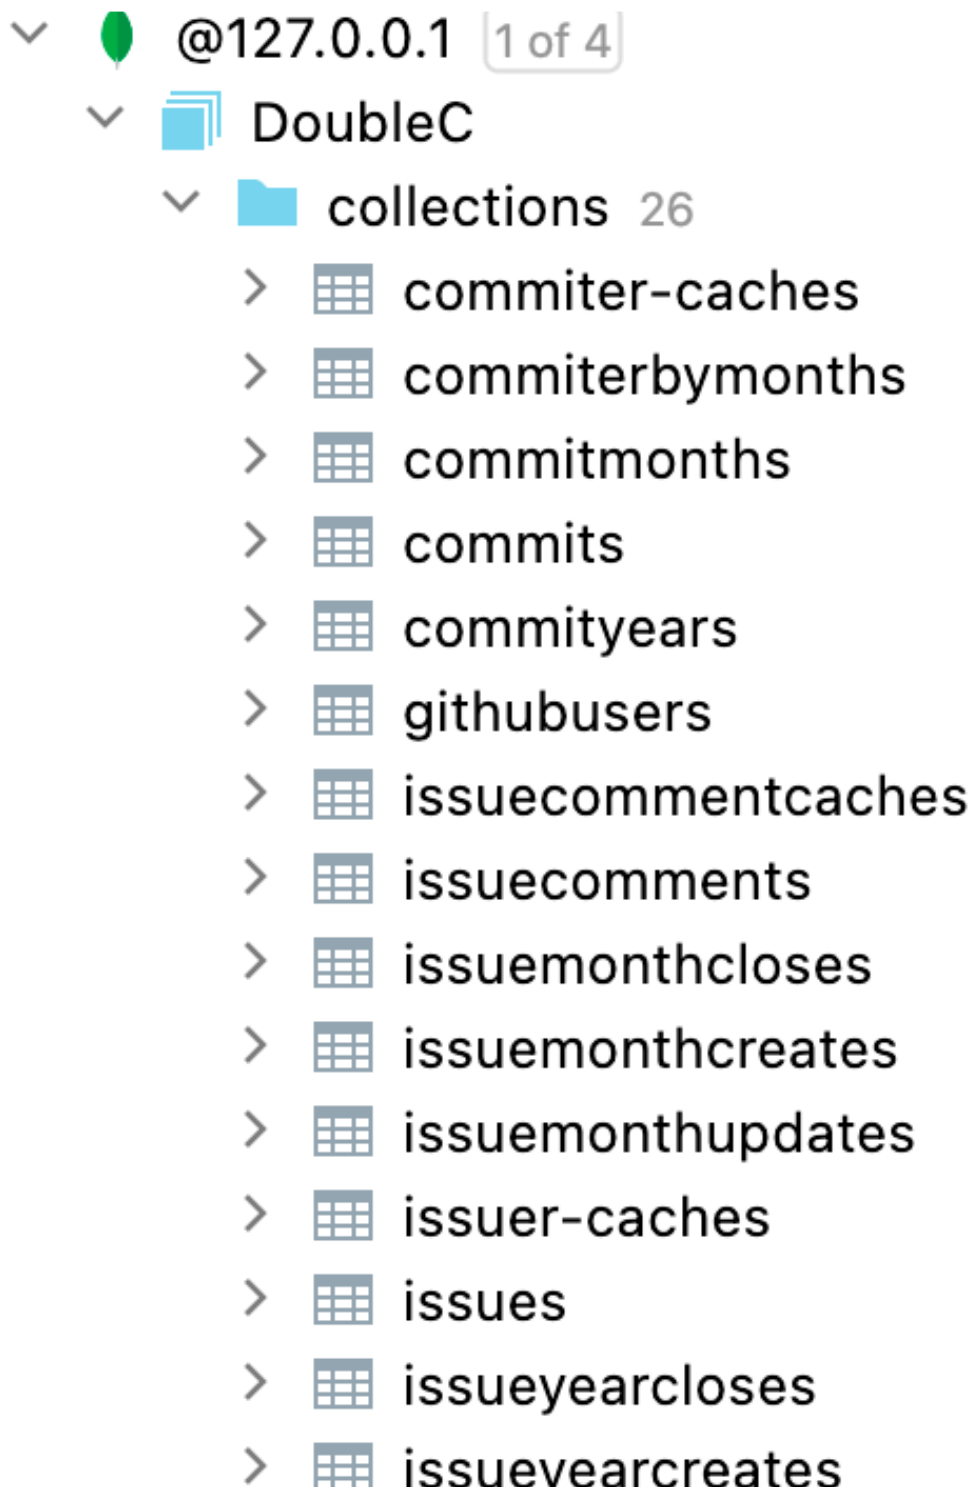 @127.0.0.1 1 of 4
DoubleC
collections 26
commiter-caches
commiterbymonths
commitmonths
commits
commityears
githubusers
issuecommentcaches
issuecomments
issuemonthcloses
issuemonthcreates
issuemonthupdates
issuer-caches
issues
issueyearcloses
issueyearcreates